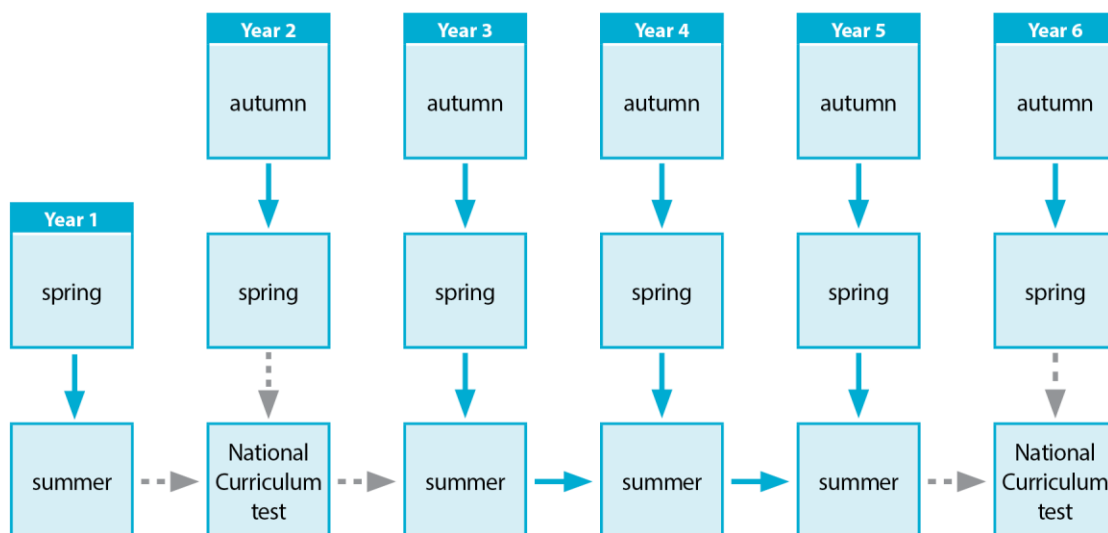 Year 2
Year 3
Year 4
Year 5
Year 6
autumn
autumn
autumn
autumn
autumn
Year 1
spring
spring
spring
spring
spring
spring
summer
National
Curriculum
test
summer
summer
summer
National
Curriculum
test